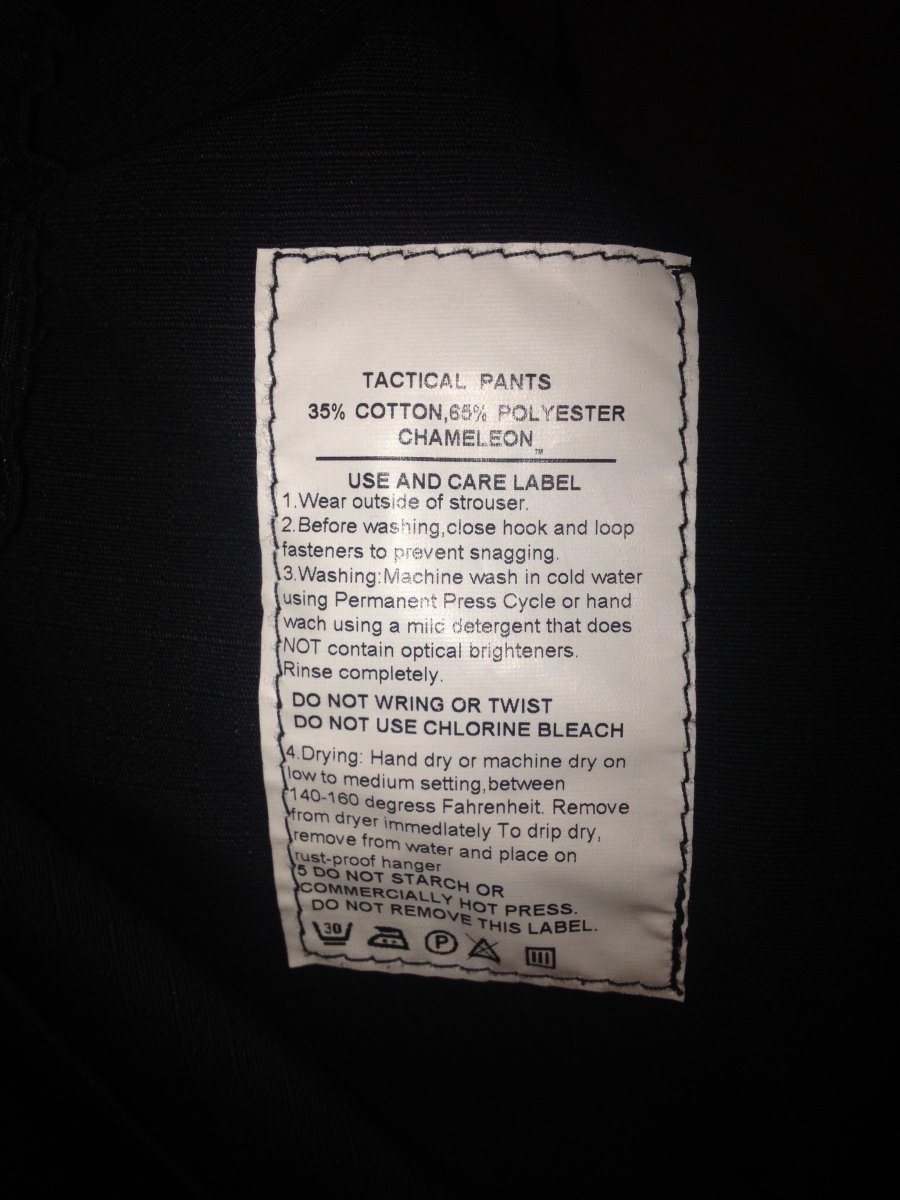 TACTICAL PANTS
35% COTTON,65% POLYESTER
CHAMELEON
TM
USE AND CARE LABEL
1.Wear outside of strouser.
2.Before washing,close hook and loop
fasteners to prevent snagging.
3.Washing:Machine wash in cold water
using Permanent Press Cycle or hand
wach using a mild detergent that does
NOT contain optical brighteners.
Rinse completely.
DO NOT WRING OR TWIST
DO NOT USE CHLORINE BLEACH
4.Drying: Hand dry or machine dry on
low to medium setting,between
140-160 degress Fahrenheit. Remove
from dryer immedlately To drip dry,
remove from water and place on
rust-proof hanger
5 DO NOT STARCH OR
COMMERCIALLY HOT PRESS.
DO NOT REMOVE THIS LABEL.
30 P